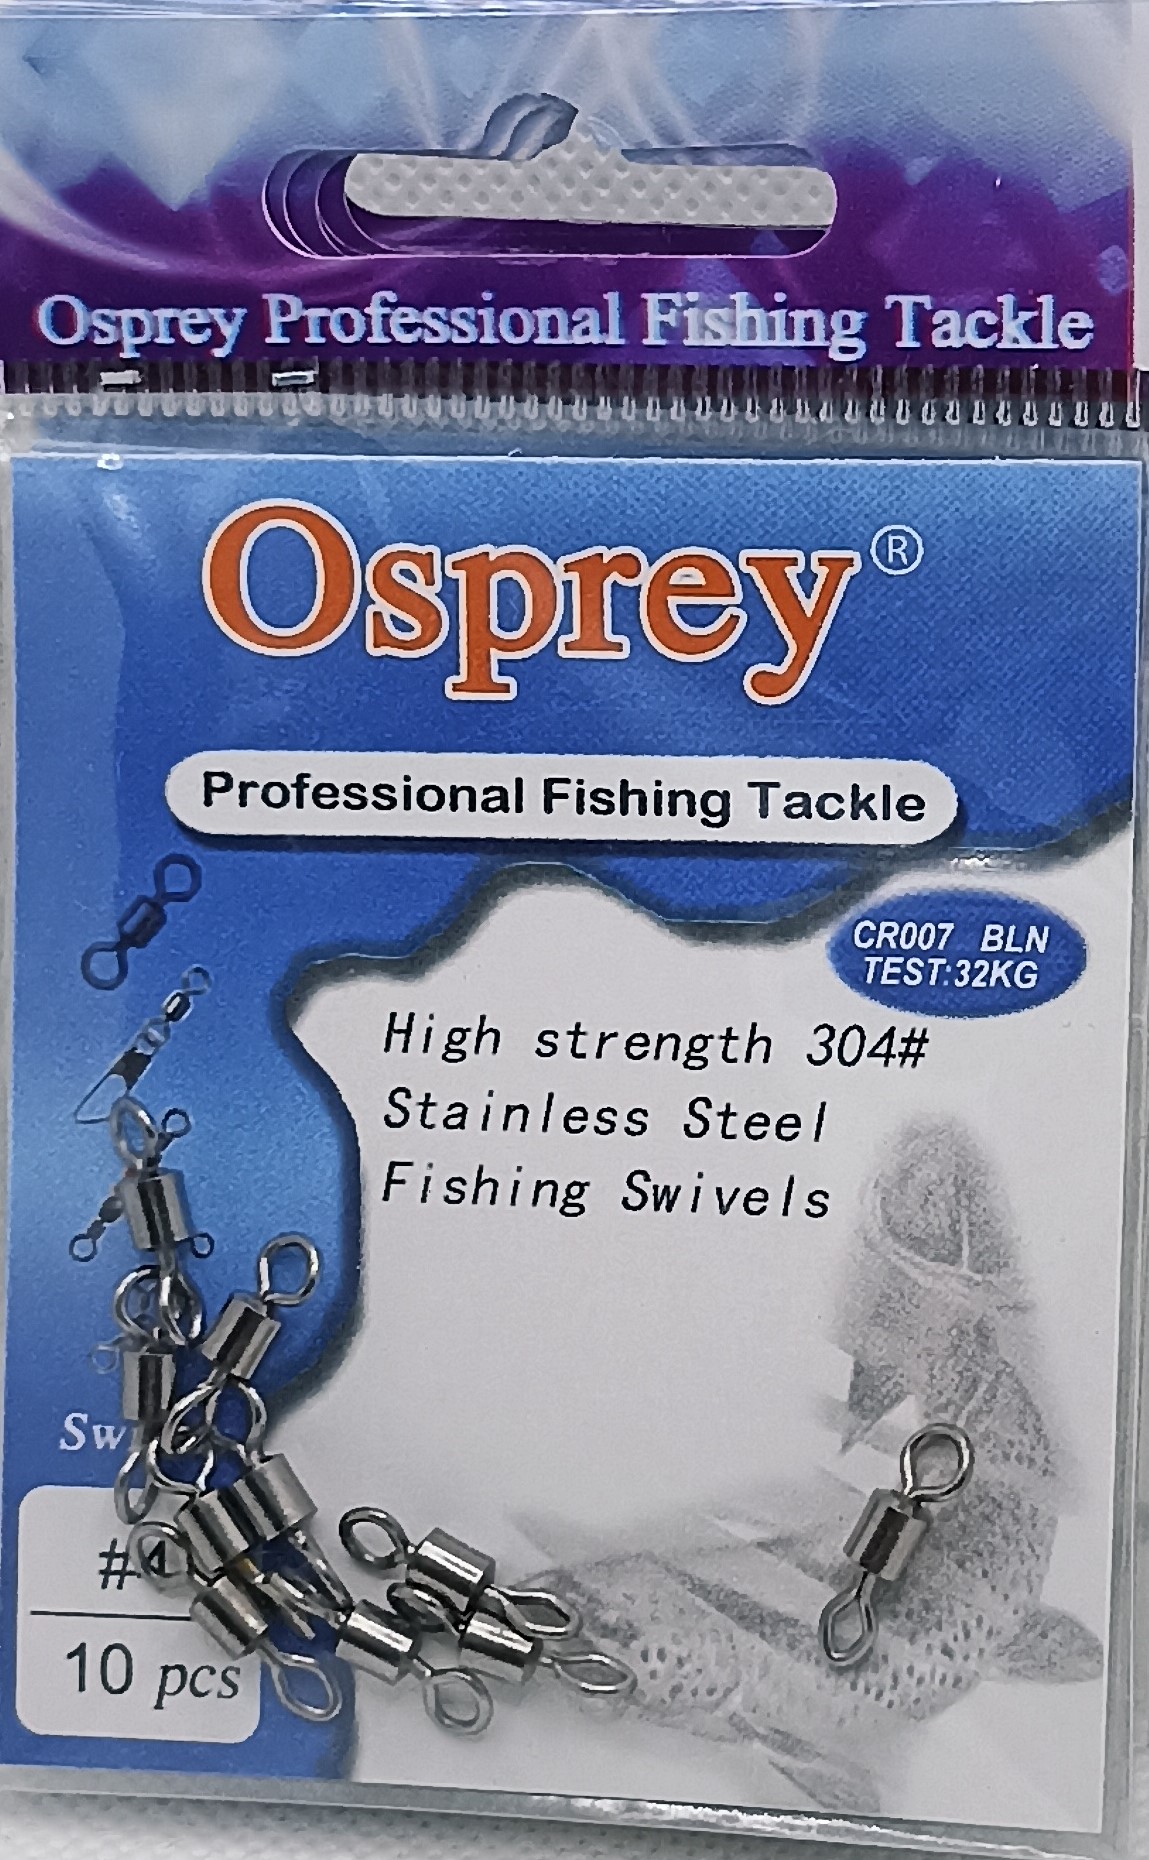 Osprey Professional Fishing Tackle
Osprey®
Professional Fishing Tackle
CR007 BLN
TEST:32KG
High strength 304#
Stainless Steel
Fishing Swivels
#4
10 pcs